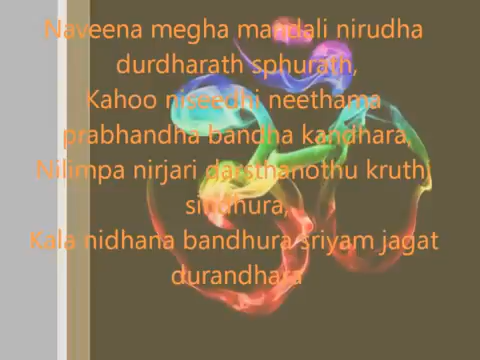 Naveena megha mandali nirudha
durdharath sphurath,
Kahoo niseedhi neethama
prabhandha bandha kandhara,
Nilimpa nirjari darsthanothu kruthi
sindhura,
Kala nidhana bandhura sriyam jagat
durandhara